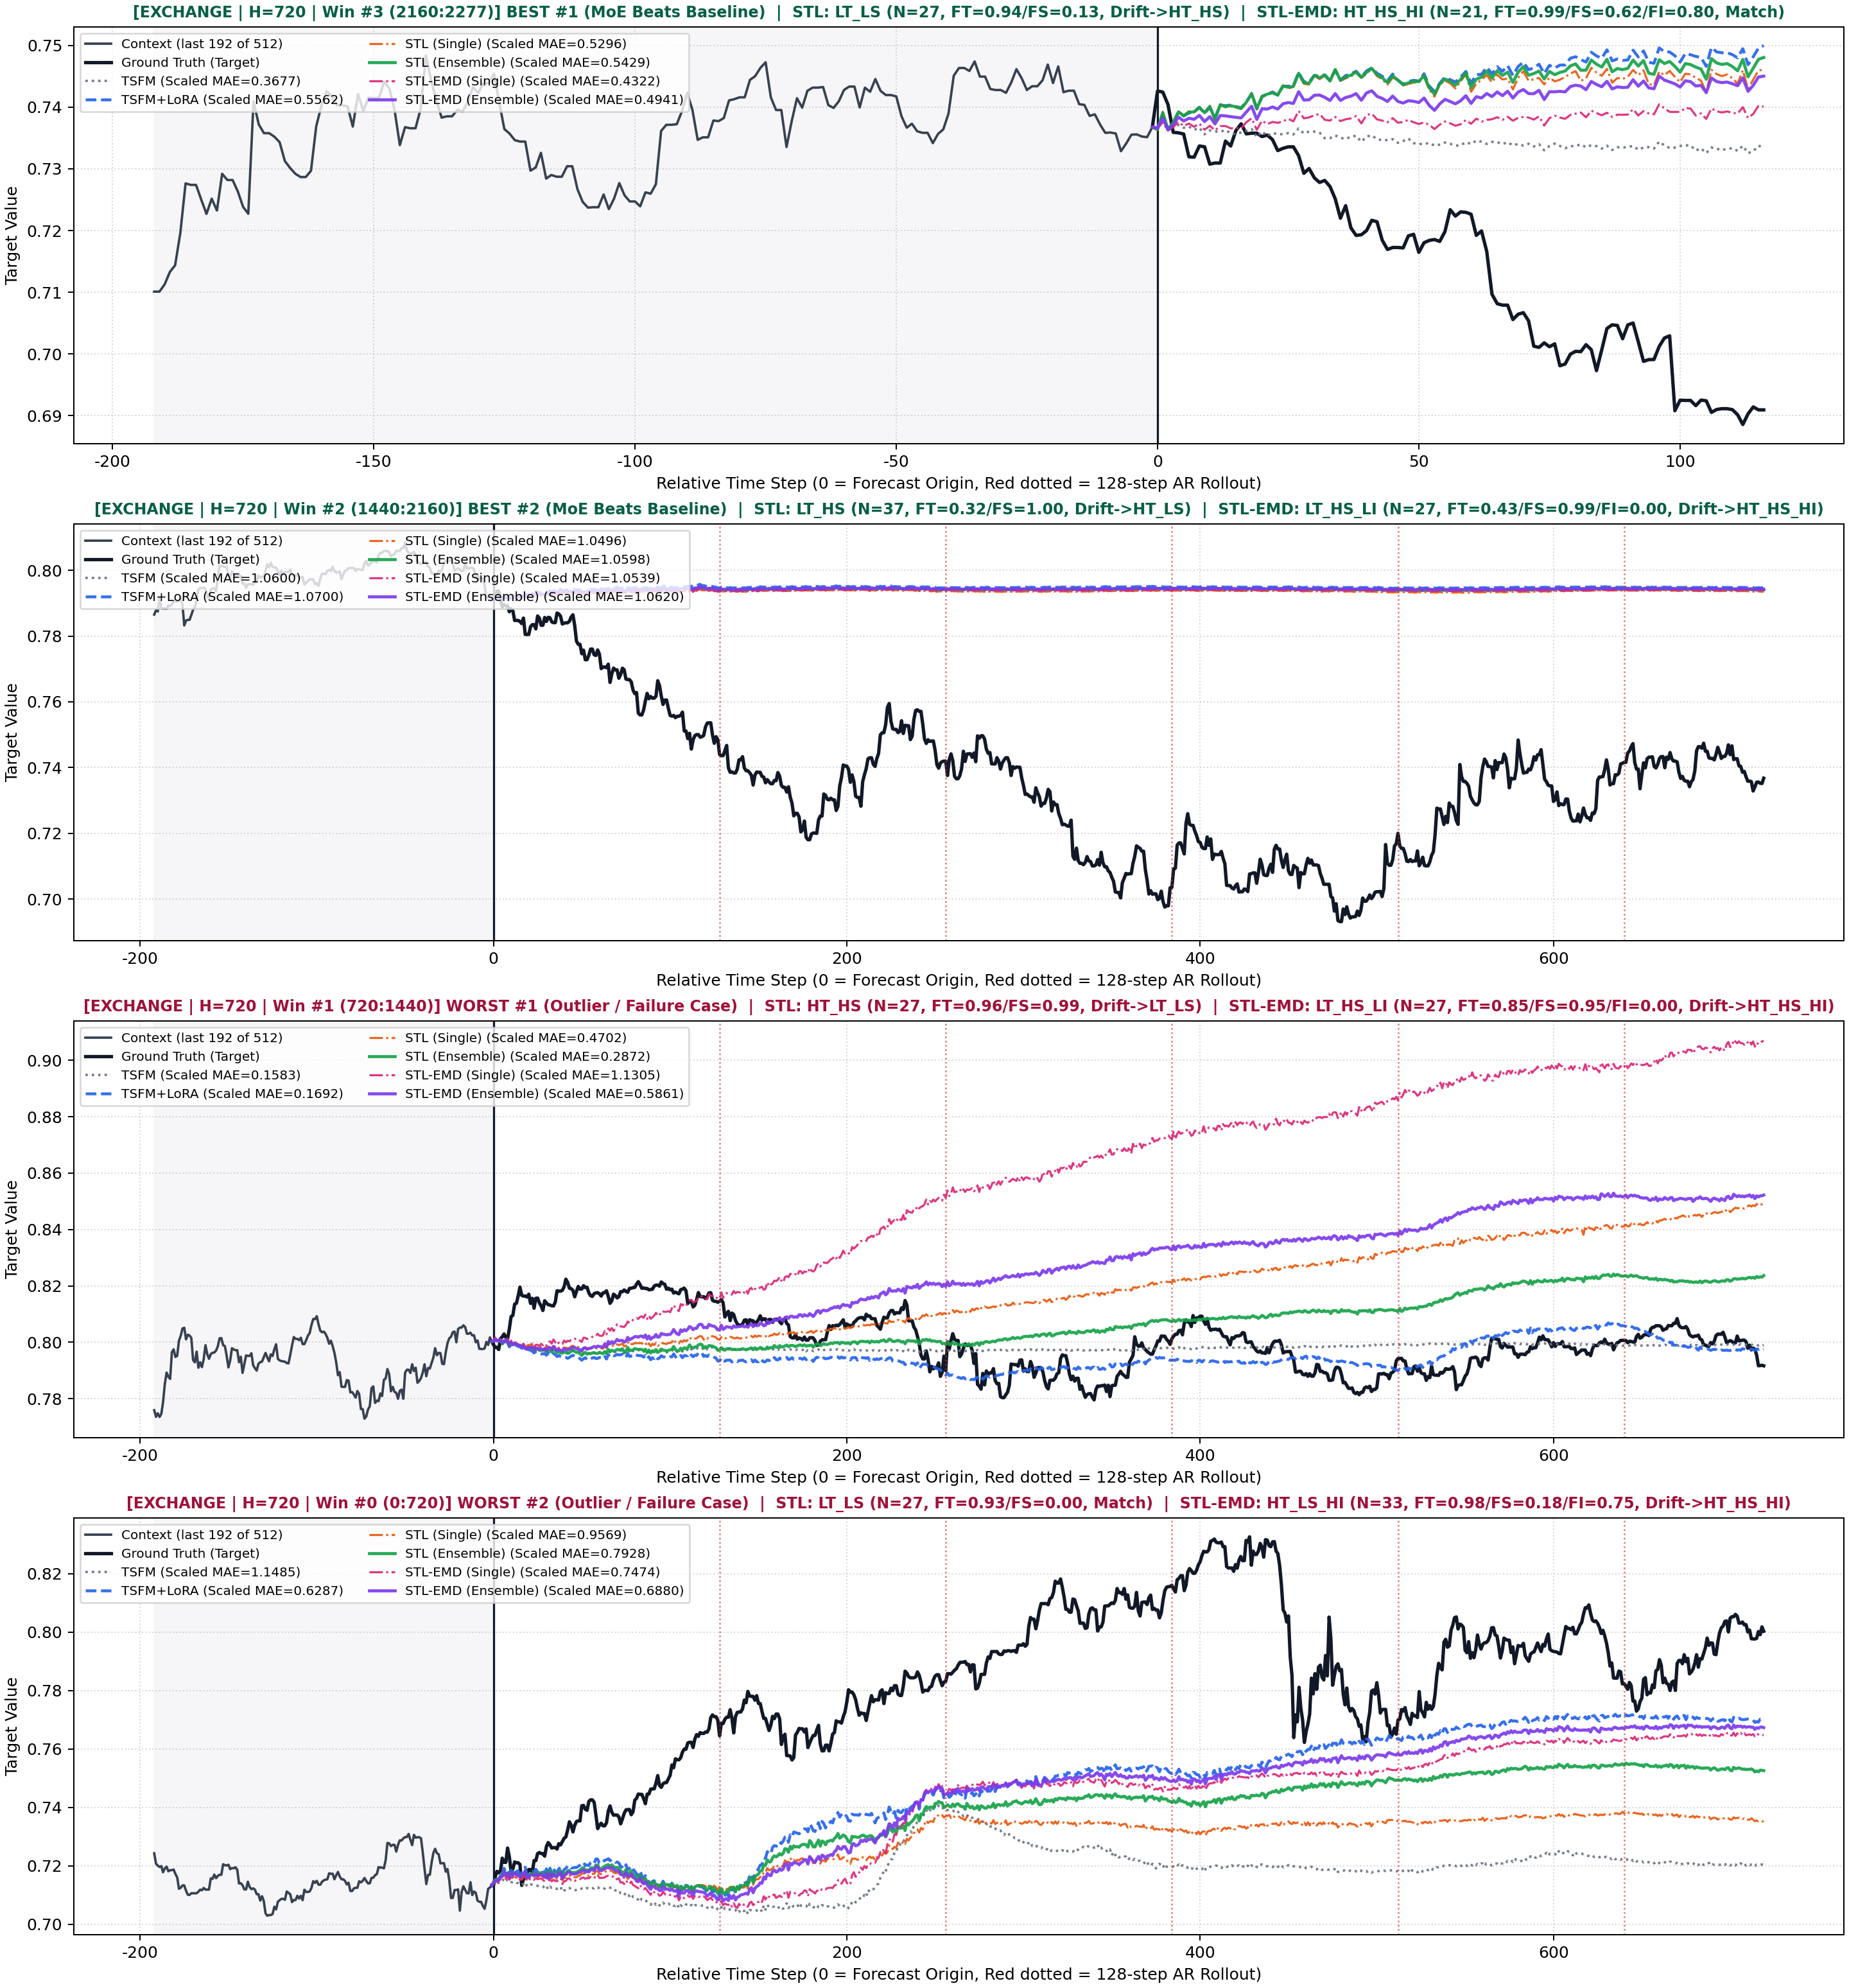 [EXCHANGE | H=720 | Win #3 (2160:2277)] BEST #1 (MoE Beats Baseline) | STL: LT_LS (N=27, FT=0.94/FS=0.13, Drift->HT_HS) | STL-EMD: HT_HS_HI (N=21, FT=0.99/FS=0.62/FI=0.80, Match)
Context (last 192 of 512)
Ground Truth (Target)
TSFM (Scaled MAE=0.3677)
TSFM+LoRA (Scaled MAE=0.5562)
STL (Single) (Scaled MAE=0.5296)
STL (Ensemble) (Scaled MAE=0.5429)
STL-EMD (Single) (Scaled MAE=0.4322)
STL-EMD (Ensemble) (Scaled MAE=0.4941)
Target Value
0.75
0.74
0.73
0.72
0.71
0.70
0.69
-200 -150 -100 -50 0 50 100
Relative Time Step (0 = Forecast Origin, Red dotted = 128-step AR Rollout)
[EXCHANGE | H=720 | Win #2 (1440:2160)] BEST #2 (MoE Beats Baseline) | STL: LT_HS (N=37, FT=0.32/FS=1.00, Drift->HT_LS) | STL-EMD: LT_HS_LI (N=27, FT=0.43/FS=0.99/FI=0.00, Drift->HT_HS_HI)
Context (last 192 of 512)
Ground Truth (Target)
TSFM (Scaled MAE=1.0600)
TSFM+LoRA (Scaled MAE=1.0700)
STL (Single) (Scaled MAE=1.0496)
STL (Ensemble) (Scaled MAE=1.0598)
STL-EMD (Single) (Scaled MAE=1.0539)
STL-EMD (Ensemble) (Scaled MAE=1.0620)
Target Value
0.80
0.78
0.76
0.74
0.72
0.70
-200 0 200 400 600
Relative Time Step (0 = Forecast Origin, Red dotted = 128-step AR Rollout)
[EXCHANGE | H=720 | Win #1 (720:1440)] WORST #1 (Outlier / Failure Case) | STL: HT_HS (N=27, FT=0.96/FS=0.99, Drift->LT_LS) | STL-EMD: LT_HS_LI (N=27, FT=0.85/FS=0.95/FI=0.00, Drift->HT_HS_HI)
Context (last 192 of 512)
Ground Truth (Target)
TSFM (Scaled MAE=0.1583)
TSFM+LoRA (Scaled MAE=0.1692)
STL (Single) (Scaled MAE=0.4702)
STL (Ensemble) (Scaled MAE=0.2872)
STL-EMD (Single) (Scaled MAE=1.1305)
STL-EMD (Ensemble) (Scaled MAE=0.5861)
Target Value
0.90
0.88
0.86
0.84
0.82
0.80
0.78
-200 0 200 400 600
Relative Time Step (0 = Forecast Origin, Red dotted = 128-step AR Rollout)
[EXCHANGE | H=720 | Win #0 (0:720)] WORST #2 (Outlier / Failure Case) | STL: LT_LS (N=27, FT=0.93/FS=0.00, Match) | STL-EMD: HT_LS_HI (N=33, FT=0.98/FS=0.18/FI=0.75, Drift->HT_HS_HI)
Context (last 192 of 512)
Ground Truth (Target)
TSFM (Scaled MAE=1.1485)
TSFM+LoRA (Scaled MAE=0.6287)
STL (Single) (Scaled MAE=0.9569)
STL (Ensemble) (Scaled MAE=0.7928)
STL-EMD (Single) (Scaled MAE=0.7474)
STL-EMD (Ensemble) (Scaled MAE=0.6880)
Target Value
0.82
0.80
0.78
0.76
0.74
0.72
0.70
-200 0 200 400 600
Relative Time Step (0 = Forecast Origin, Red dotted = 128-step AR Rollout)